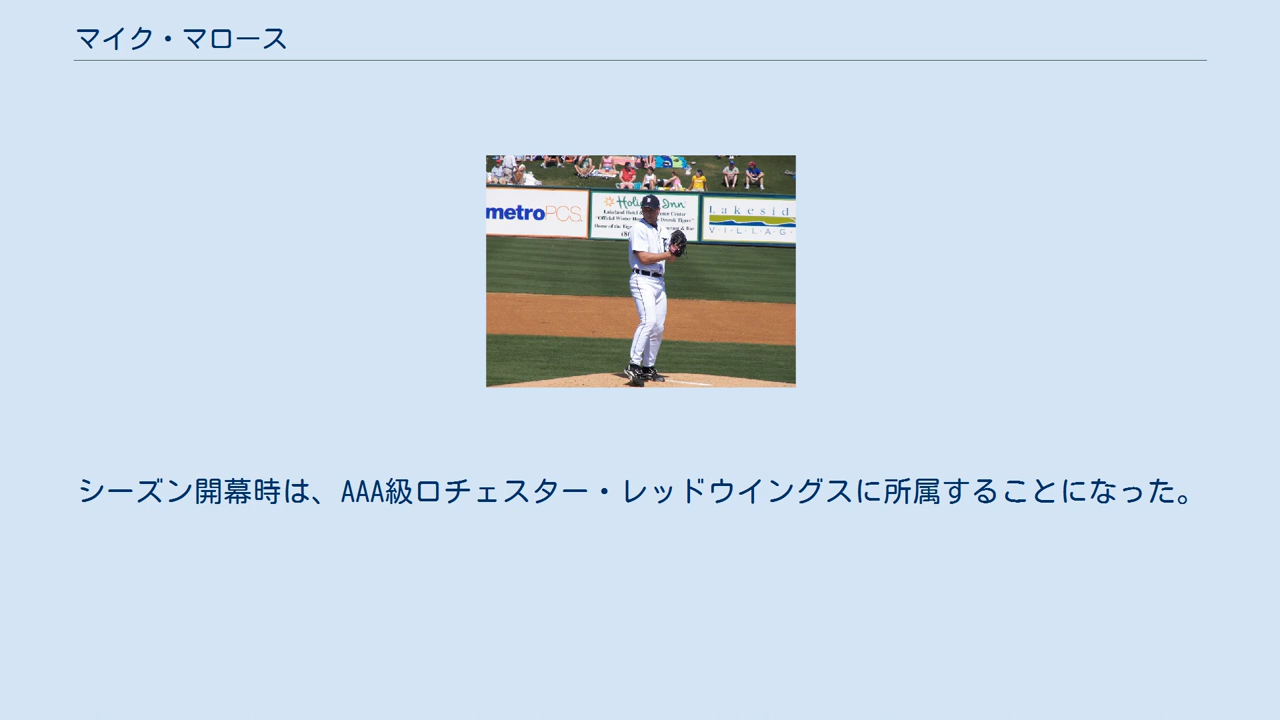 マイク・マロース
metroPCS.
Holiday Inn
Lakeside
VILLAGE
シーズン開幕時は、AAA級ロチェスター・レッドウイングスに所属することになった。